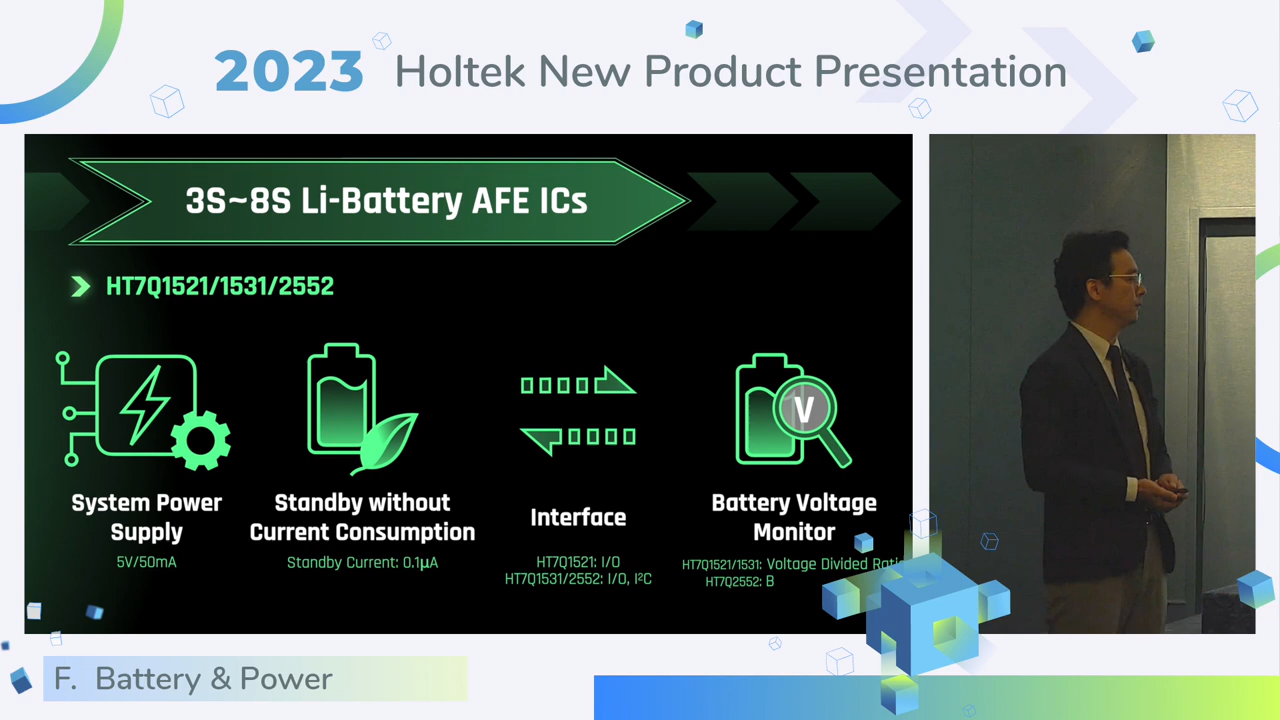 2023 Holtek New Product Presentation
3S~8S Li-Battery AFE ICs
HT7Q1521/1531/2552
System Power
Supply
5V/50mA
Standby without
Current Consumption
Standby Current: 0.1μA
Interface
HT7Q1521: I/O
HT7Q1531/2552: I/O, I²C
V
Battery Voltage
Monitor
HT7Q1521/1531: Voltage Divided
HT7Q2552: B
F. Battery & Power